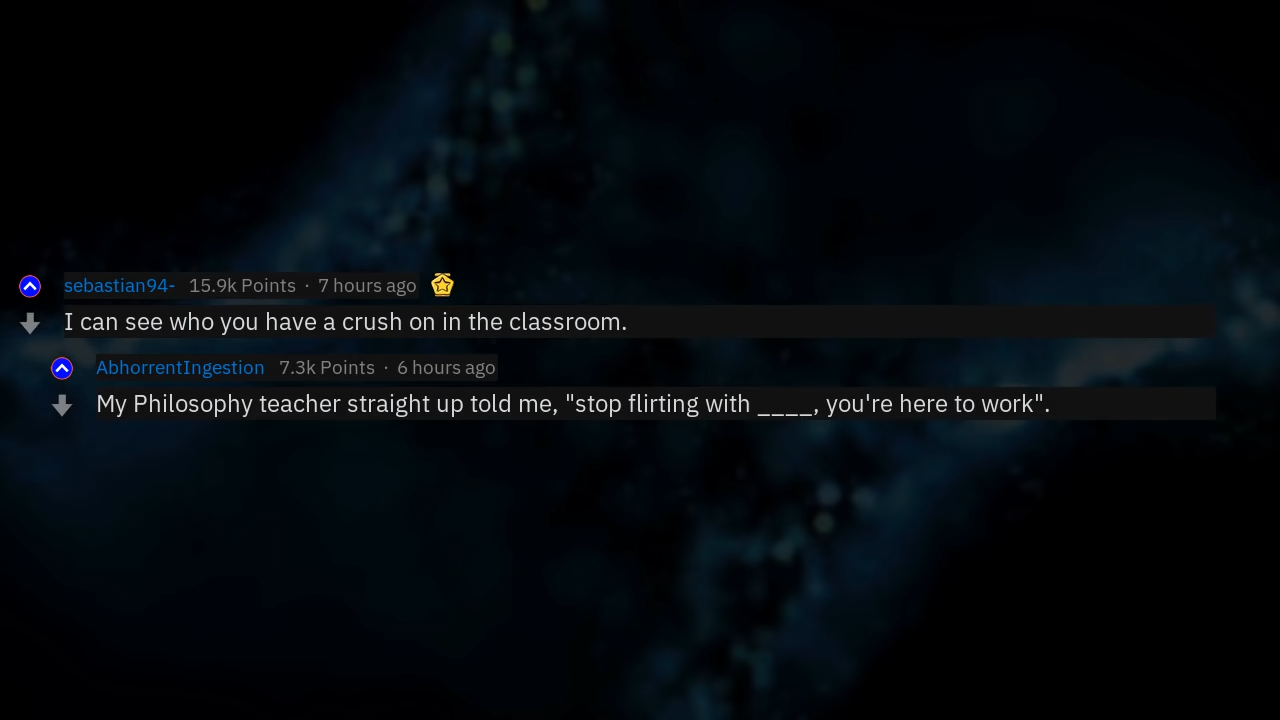 sebastian94- 15.9k Points · 7 hours ago
I can see who you have a crush on in the classroom.
AbhorrentIngestion 7.3k Points · 6 hours ago
My Philosophy teacher straight up told me, "stop flirting with ____, you're here to work".